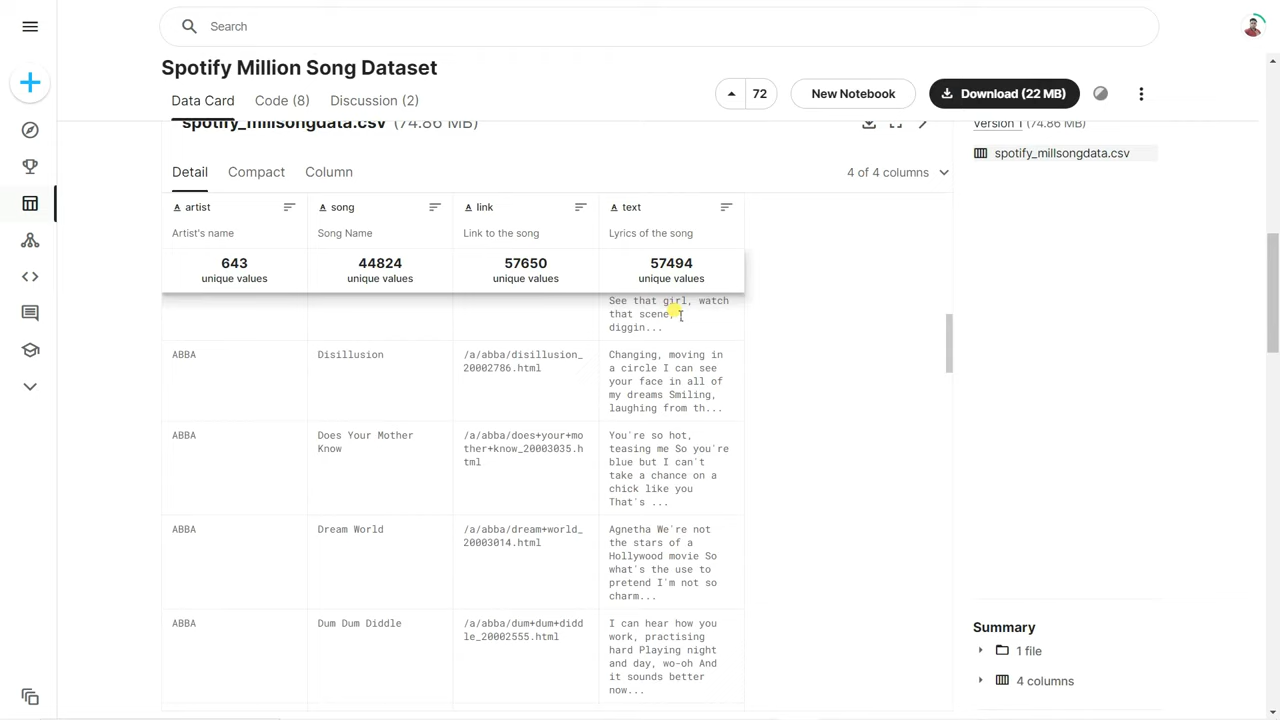 Search
Spotify Million Song Dataset
Data Card
Code (8)
Discussion (2)
72
New Notebook
Download (22 MB)
spotify_millsongdata.csv (74.86 MB)
Version 1 (74.86 MB)
spotify_millsongdata.csv
Detail
Compact
Column
4 of 4 columns
A artist
A song
A link
A text
Artist's name
Song Name
Link to the song
Lyrics of the song
643
unique values
44824
unique values
57650
unique values
57494
unique values
See that girl, watch
that scene,
diggin...
ABBA
Disillusion
/a/abba/disillusion_
20002786.html
Changing, moving in
a circle I can see
your face in all of
my dreams Smiling,
laughing from th...
ABBA
Does Your Mother
Know
/a/abba/does+your+mo
ther+know_20003035.h
tml
You're so hot,
teasing me So you're
blue but I can't
take a chance on a
chick like you
That's ...
ABBA
Dream World
/a/abba/dream+world_
20003014.html
Agnetha We're not
the stars of a
Hollywood movie So
what's the use to
pretend I'm not so
charm...
ABBA
Dum Dum Diddle
/a/abba/dum+dum+didd
le_20002555.html
I can hear how you
work, practising
hard Playing night
and day, wo-oh And
it sounds better
now...
Summary
1 file
4 columns